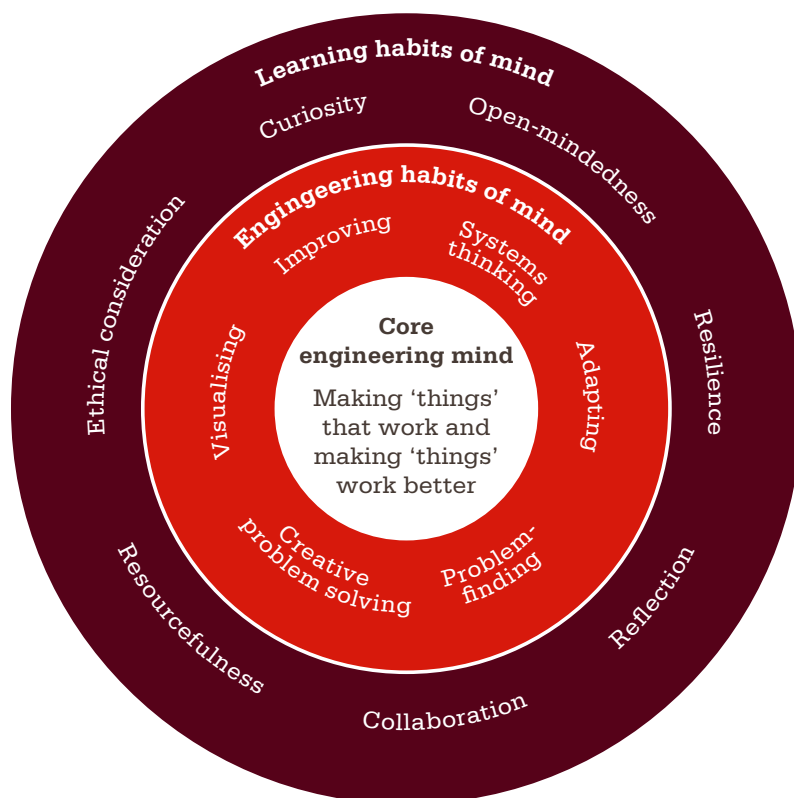 Learning habits of mind
Curiosity
Open-mindedness
Resilience
Reflection
Collaboration
Resourcefulness
Ethical consideration
Engingeering habits of mind
Improving
Systems
thinking
Adapting
Problem-
finding
Creative
problem solving
Visualising
Core
engineering mind
Making ‘things’
that work and
making ‘things’
work better